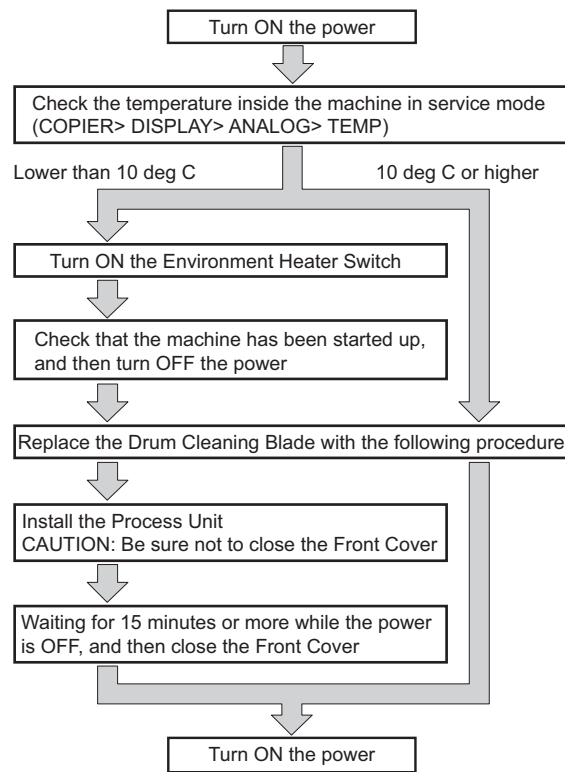 Turn ON the power
Check the temperature inside the machine in service mode
(COPIER> DISPLAY> ANALOG> TEMP)
Lower than 10 deg C
10 deg C or higher
Turn ON the Environment Heater Switch
Check that the machine has been started up,
and then turn OFF the power
Replace the Drum Cleaning Blade with the following procedure
Install the Process Unit
CAUTION: Be sure not to close the Front Cover
Waiting for 15 minutes or more while the power
is OFF, and then close the Front Cover
Turn ON the power